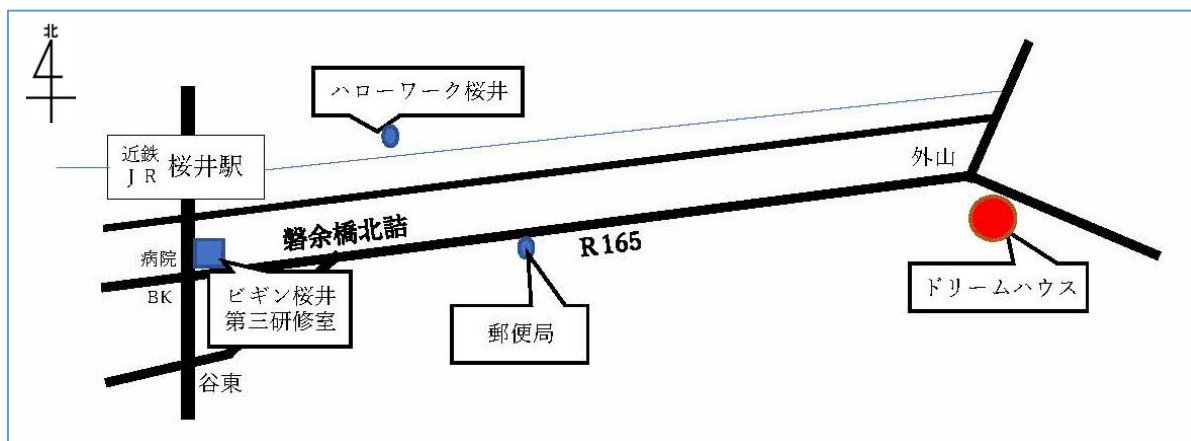 北
ハローワーク桜井
近鉄
JR
桜井駅
外山
磐余橋北詰
R165
病院
BK
ビギン桜井
第三研修室
郵便局
ドリームハウス
谷東